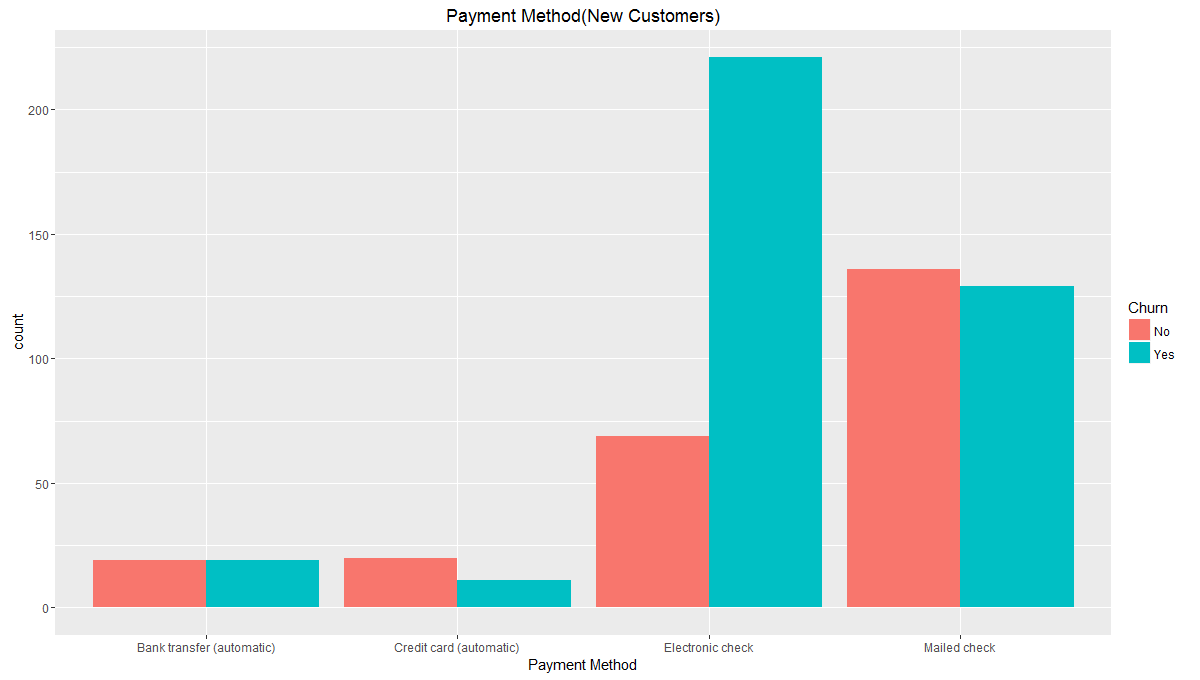 Payment Method(New Customers)
count
200
150
100
50
0
Bank transfer (automatic)
Credit card (automatic)
Electronic check
Mailed check
Payment Method
Churn
No
Yes